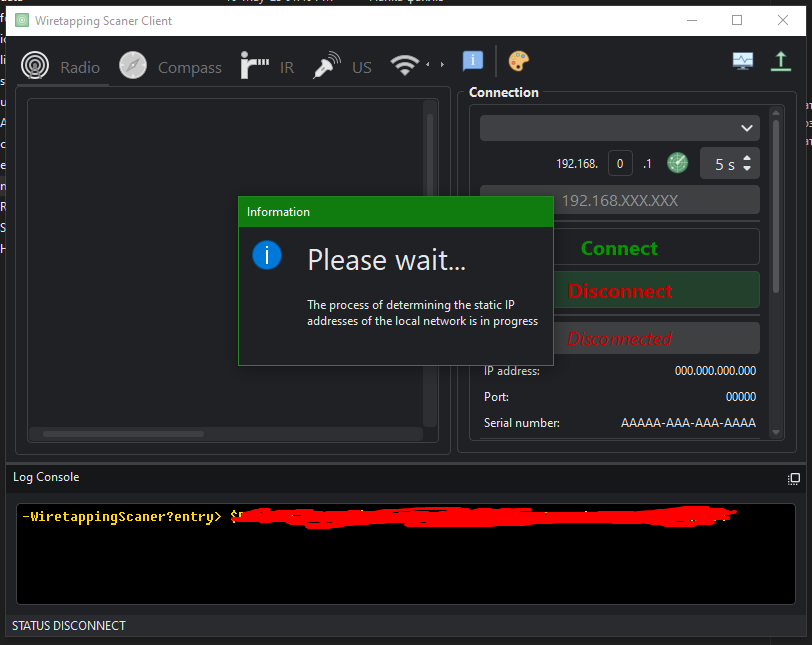 Wiretapping Scaner Client
Radio
Compass
IR
US
Connection
192.168.
0
.1
5 s
192.168.XXX.XXX
Information
Please wait...
The process of determining the static IP
addresses of the local network is in progress
Connect
Disconnect
Disconnected
IP address:
000.000.000.000
Port:
00000
Serial number:
AAAAA-AAA-AAA-AAAA
Log Console
-WiretappingScaner?entry>
STATUS DISCONNECT